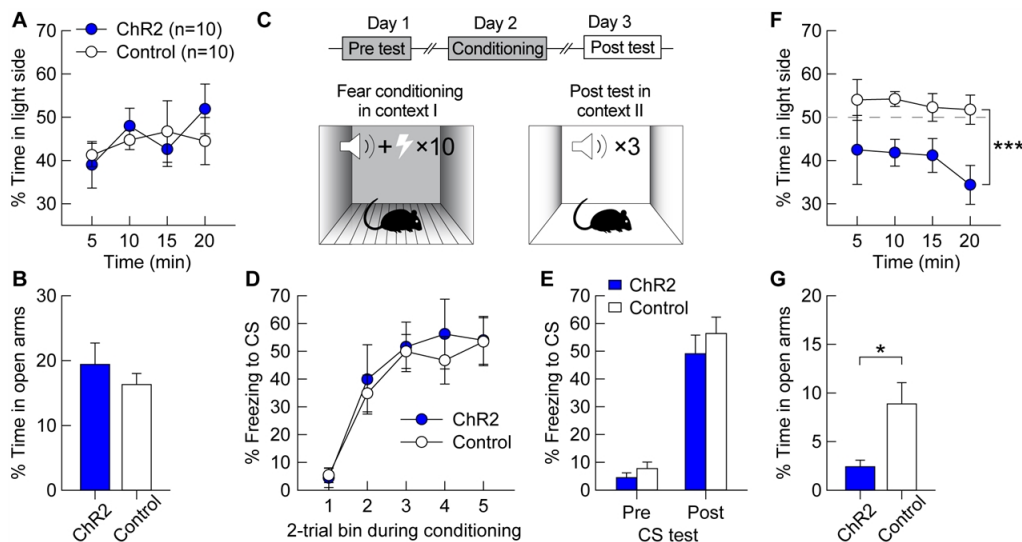 A
70
60
50
40
30
% Time in light side
ChR2 (n=10)
Control (n=10)
5 10 15 20
Time (min)
C
Day 1 Day 2 Day 3
Pre test Conditioning Post test
Fear conditioning
in context I
+ ×10
Post test in
context II
×3
F
70
60
50
40
30
% Time in light side
***
5 10 15 20
Time (min)
B
30
20
10
0
% Time in open arms
ChR2 Control
D
70
60
50
40
30
20
10
0
% Freezing to CS
ChR2
Control
1 2 3 4 5
2-trial bin during conditioning
E
70
60
50
40
30
20
10
0
% Freezing to CS
ChR2
Control
Pre Post
CS test
G
20
15
10
5
0
% Time in open arms
*
ChR2 Control